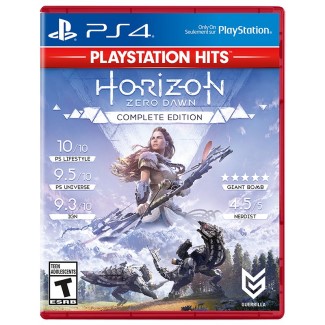 PS4
Only On
Seulement sur
PlayStation
PLAYSTATION HITS
HORIZON
ZERO DAWN
COMPLETE EDITION
10/10
PS LIFESTYLE
9.5/10
PS UNIVERSE
9.3/10
IGN
★★★★★
GIANT BOMB
4.5/5
NERDIST
TEEN
ADOLESCENTS
T
ESRB
GUERRILLA